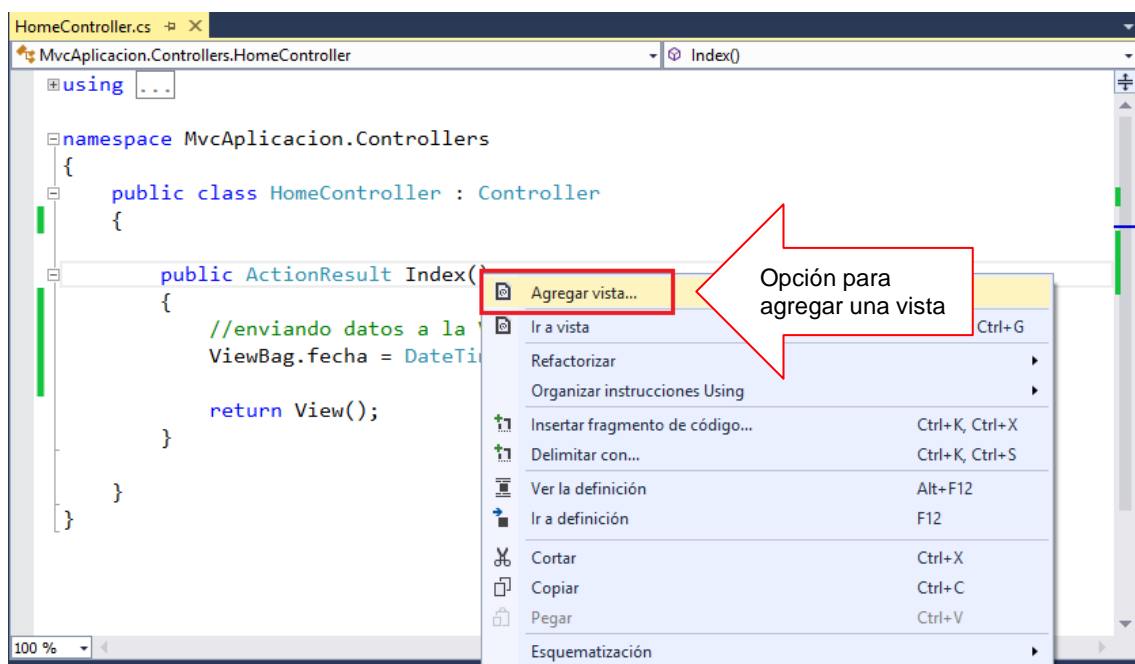 HomeController.cs
MvcAplicacion.Controllers.HomeController Index()
using ...
namespace MvcAplicacion.Controllers
{
public class HomeController : Controller
{
public ActionResult Index()
{
//enviando datos a la
ViewBag.fecha =
return View();
}
}
}
Agregar vista...
Ir a vista Ctrl+G
Refactorizar
Organizar instrucciones Using
Insertar fragmento de código... Ctrl+K, Ctrl+X
Delimitar con... Ctrl+K, Ctrl+S
Ver la definición Alt+F12
Ir a definición F12
Cortar Ctrl+X
Copiar Ctrl+C
Pegar Ctrl+V
Esquematización
Opción para
agregar una vista
100 %